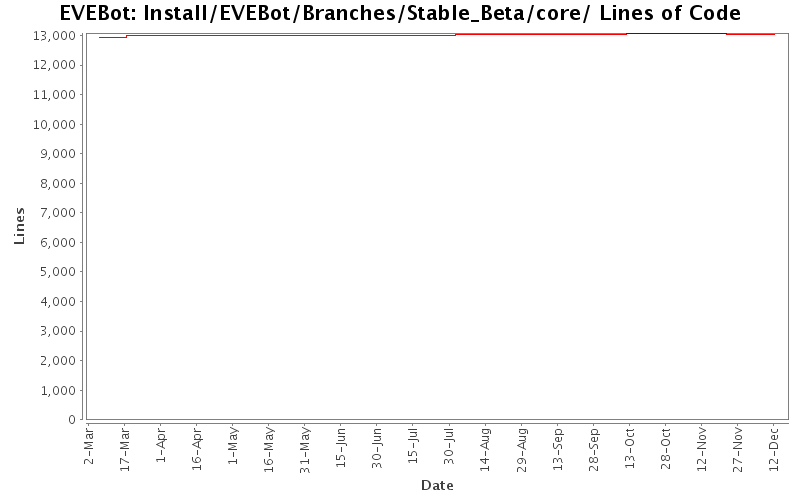 EVEBot: Install/EVEBot/Branches/Stable_Beta/core/ Lines of Code
13,000
12,000
11,000
10,000
9,000
8,000
7,000
6,000
5,000
4,000
3,000
2,000
1,000
0
Lines
2-Mar
17-Mar
1-Apr
16-Apr
1-May
16-May
31-May
15-Jun
30-Jun
15-Jul
30-Jul
14-Aug
29-Aug
13-Sep
28-Sep
13-Oct
28-Oct
12-Nov
27-Nov
12-Dec
Date